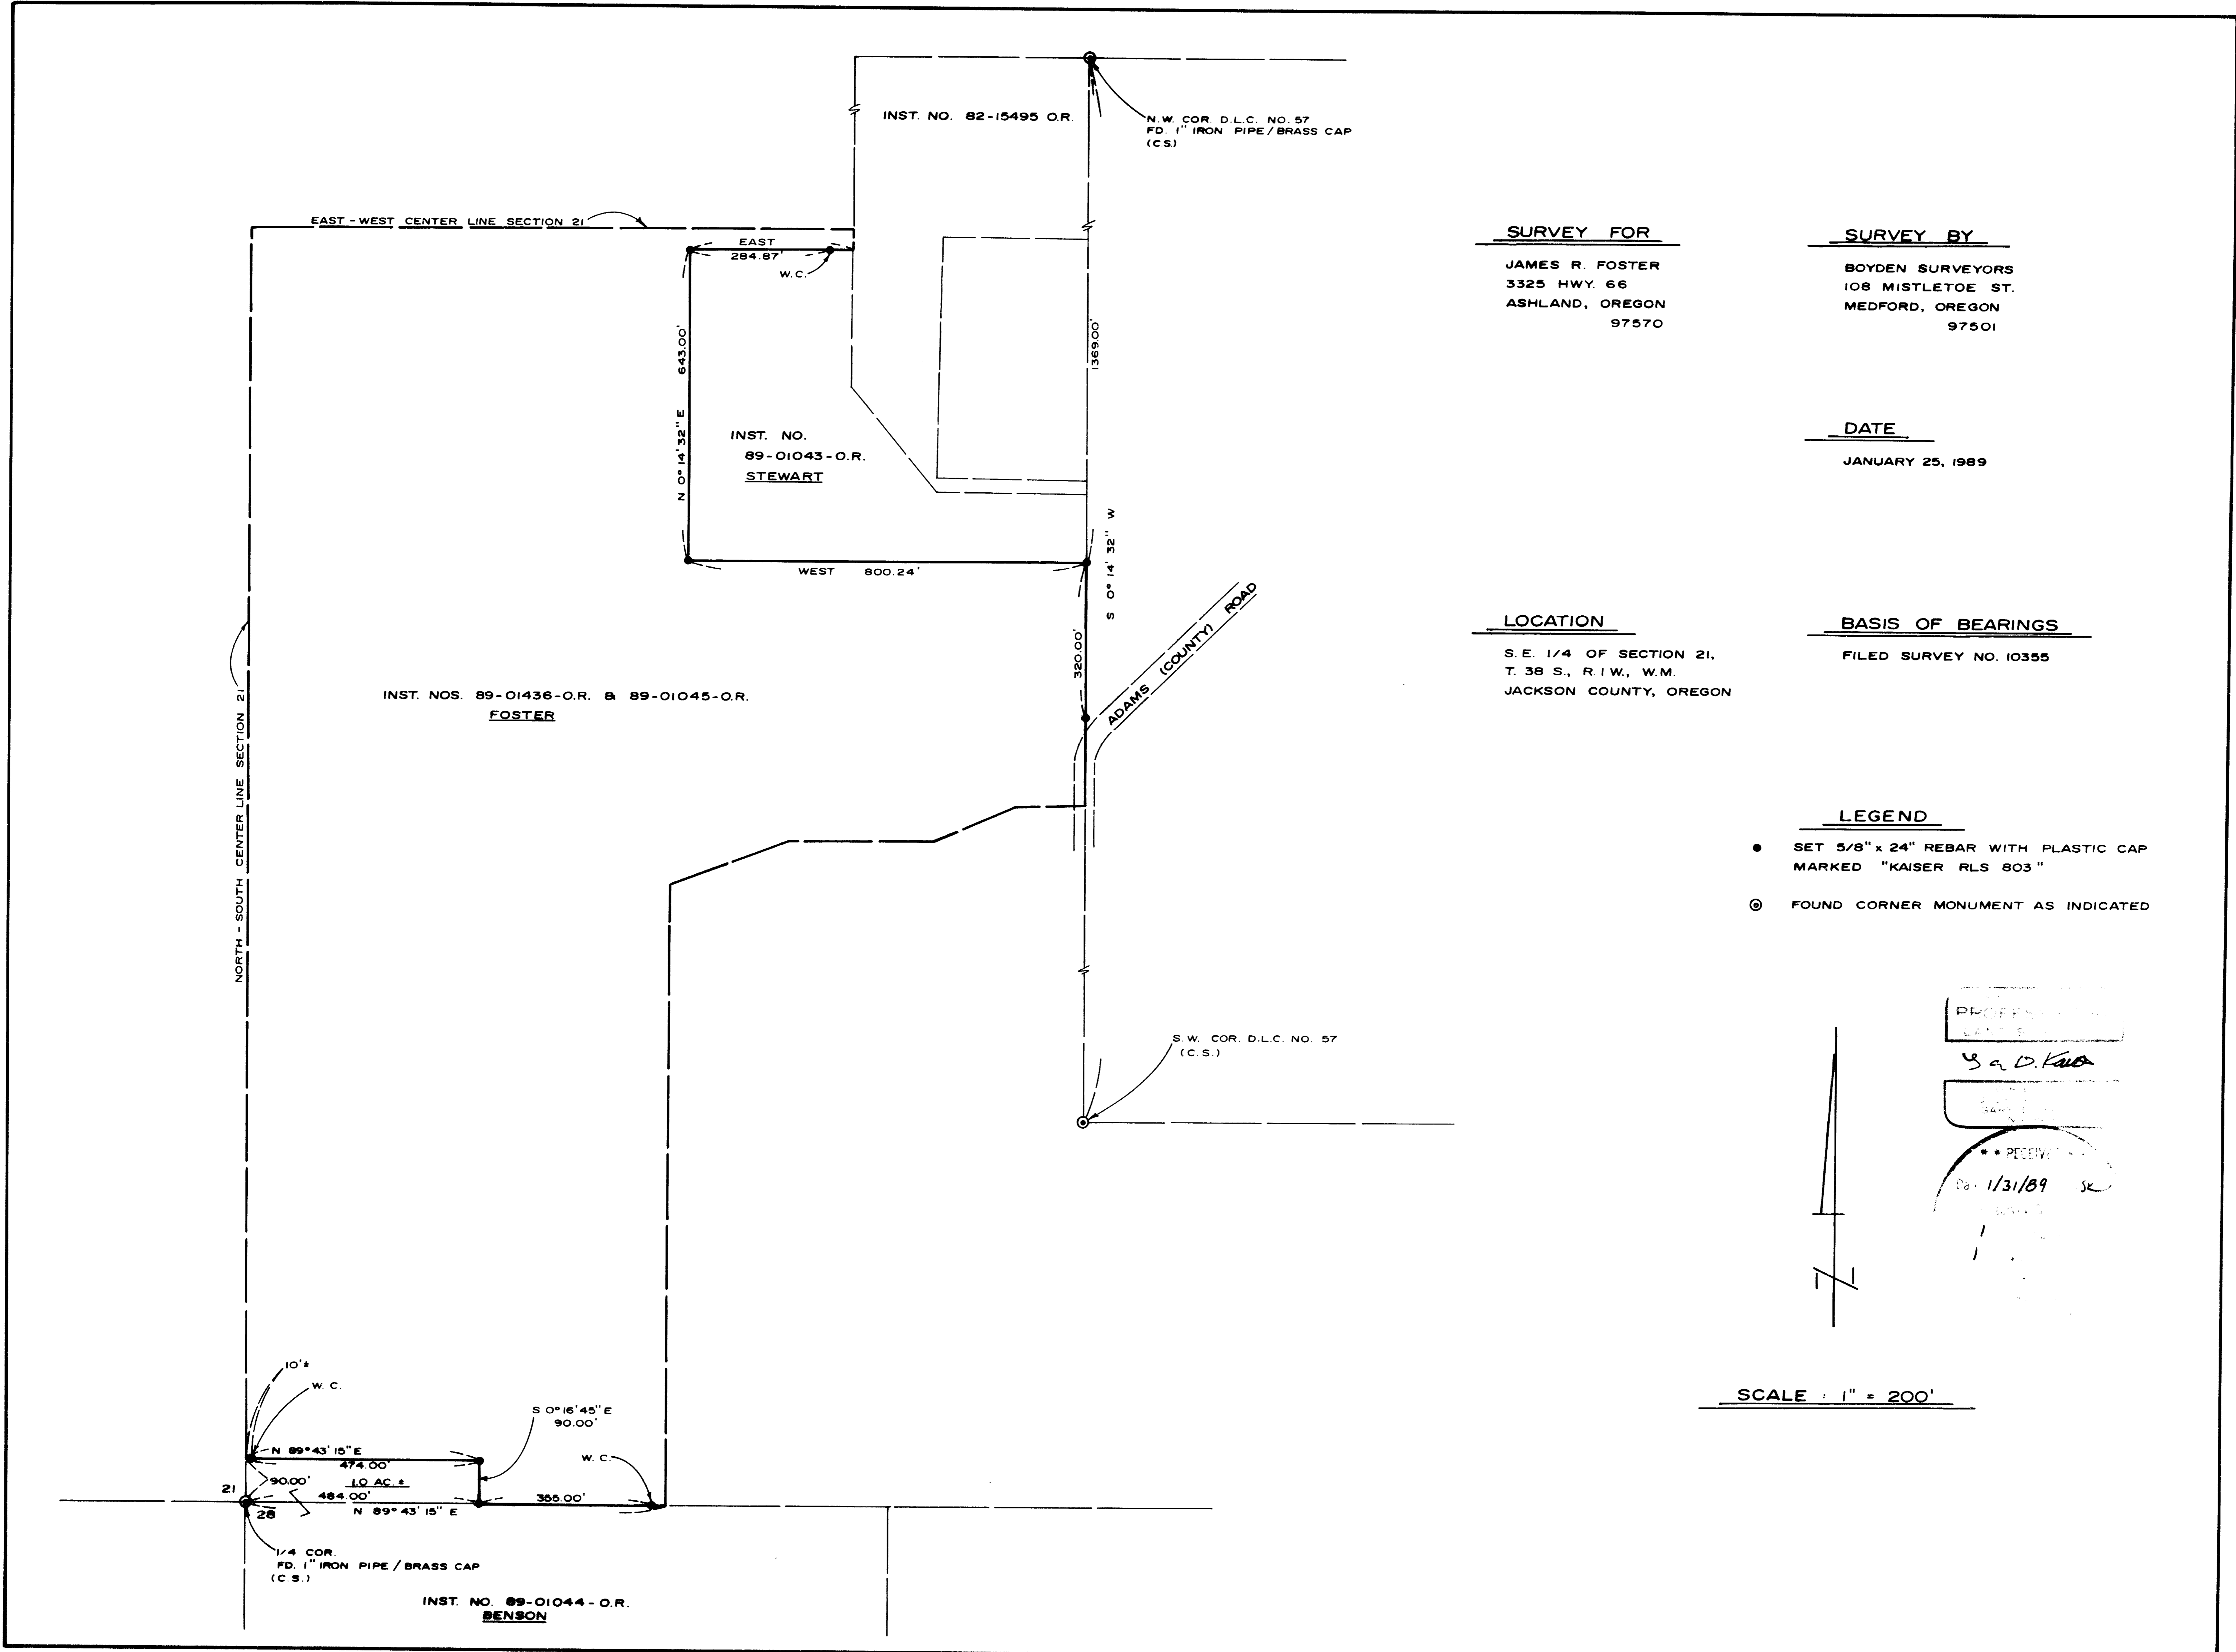 INST. NO. 82-15495 O.R.
N.W. COR. D.L.C. NO. 57
FD. 1" IRON PIPE / BRASS CAP
(C.S.)
EAST - WEST CENTER LINE SECTION 21
EAST
284.87'
W.C.
N 0° 14' 32" E 643.00'
1369.00'
INST. NO.
89-01043-O.R.
STEWART
WEST 800.24'
S 0° 14' 32" W
320.00'
ADAMS (COUNTY) ROAD
NORTH - SOUTH CENTER LINE SECTION 21
INST. NOS. 89-01436-O.R. & 89-01045-O.R.
FOSTER
S.W. COR. D.L.C. NO. 57
(C.S.)
10'±
W. C.
S 0° 16' 45" E
90.00'
W. C.
N 89° 43' 15" E
474.00'
90.00'
1.0 AC. ±
484.00'
355.00'
N 89° 43' 15" E
21
28
1/4 COR.
FD. 1" IRON PIPE / BRASS CAP
(C.S.)
INST. NO. 89-01044-O.R.
BENSON
SURVEY FOR
JAMES R. FOSTER
3325 HWY. 66
ASHLAND, OREGON
97570
SURVEY BY
BOYDEN SURVEYORS
108 MISTLETOE ST.
MEDFORD, OREGON
97501
DATE
JANUARY 25, 1989
LOCATION
S.E. 1/4 OF SECTION 21,
T. 38 S., R. 1 W., W.M.
JACKSON COUNTY, OREGON
BASIS OF BEARINGS
FILED SURVEY NO. 10355
LEGEND
SET 5/8" x 24" REBAR WITH PLASTIC CAP
MARKED "KAISER RLS 803"
FOUND CORNER MONUMENT AS INDICATED
1/31/89 SK
N
SCALE : 1" = 200'